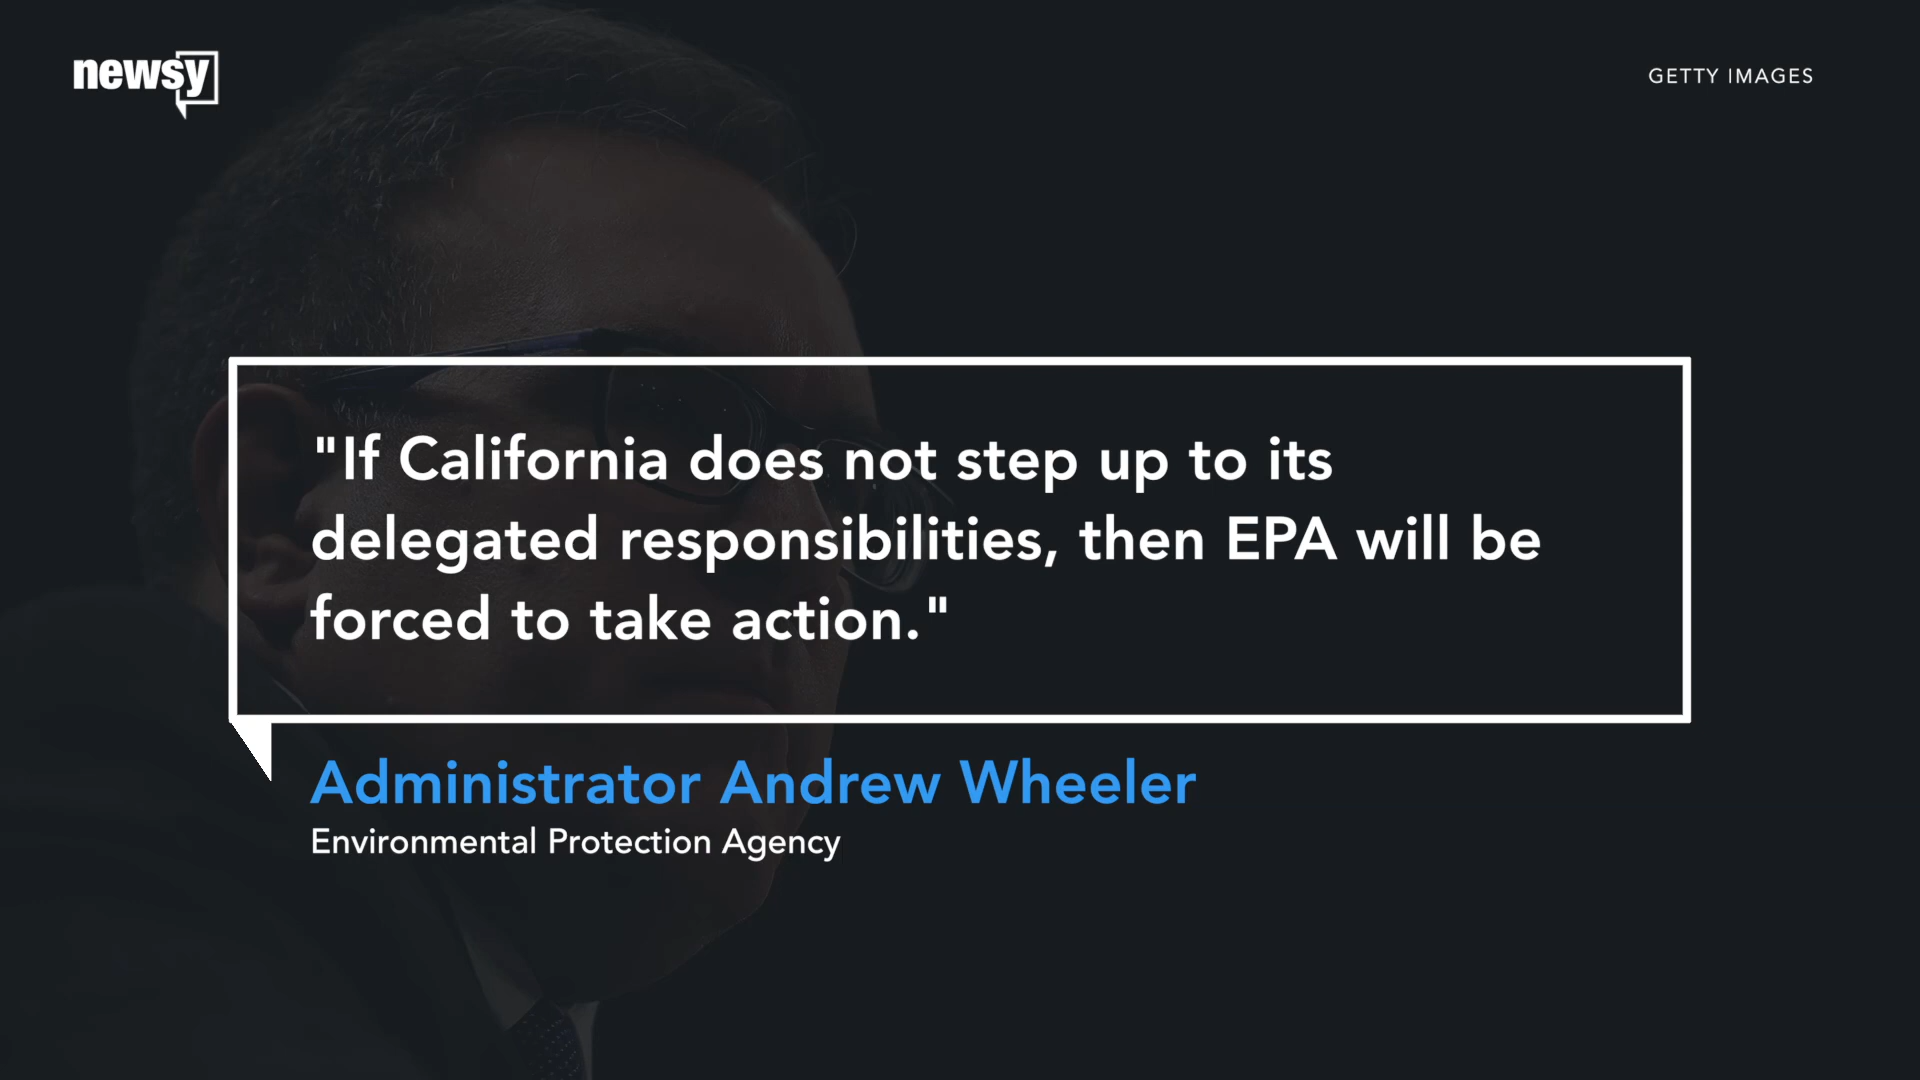 newsy
GETTY IMAGES
"If California does not step up to its
delegated responsibilities, then EPA will be
forced to take action."
Administrator Andrew Wheeler
Environmental Protection Agency